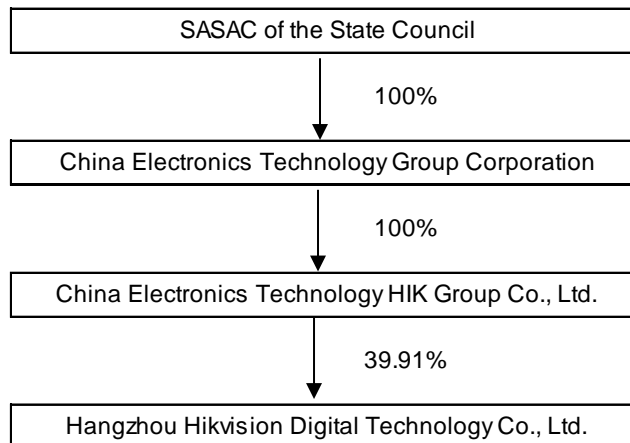 SASAC of the State Council
100%
China Electronics Technology Group Corporation
100%
China Electronics Technology HIK Group Co., Ltd.
39.91%
Hangzhou Hikvision Digital Technology Co., Ltd.